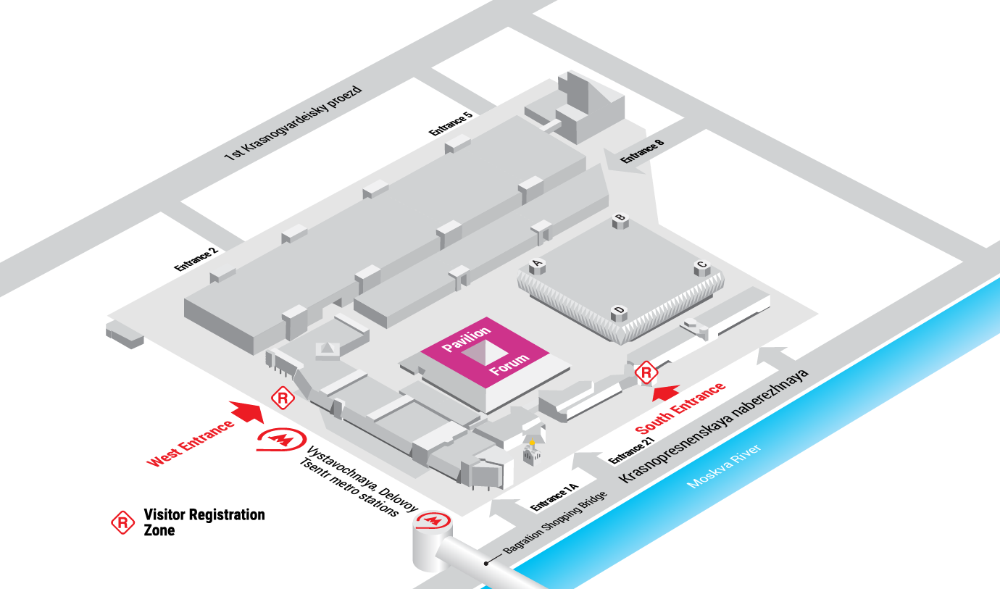 1st Krasnogvardeisky proezd
Entrance 5
Entrance 8
Entrance 2
B
A
C
D
Pavilion
Forum
R
R
South Entrance
West Entrance
Vystavochnaya, Delovoy
Tsentr metro stations
Entrance 21
Krasnopresnenskaya naberezhnaya
Moskva River
Entrance 1A
Bagration Shopping Bridge
R
Visitor Registration
Zone